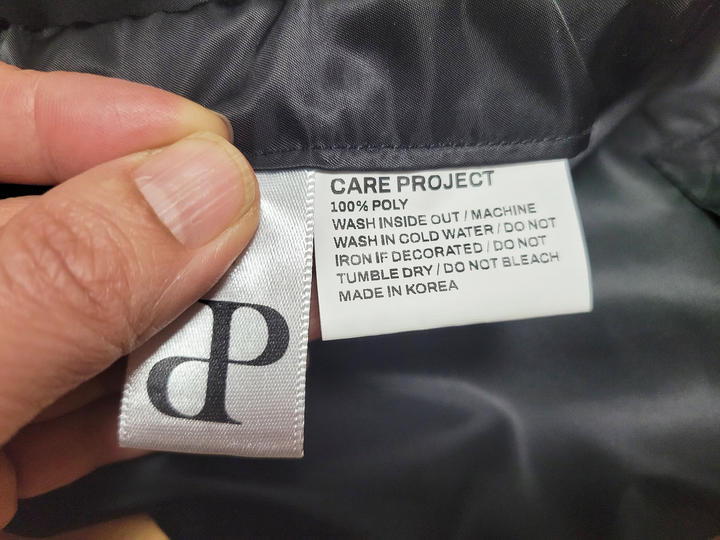 CARE PROJECT
100% POLY
WASH INSIDE OUT / MACHINE
WASH IN COLD WATER / DO NOT
IRON IF DECORATED / DO NOT
TUMBLE DRY / DO NOT BLEACH
MADE IN KOREA